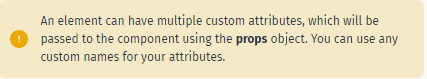 An element can have multiple custom attributes, which will be
passed to the component using the props object. You can use any
custom names for your attributes.